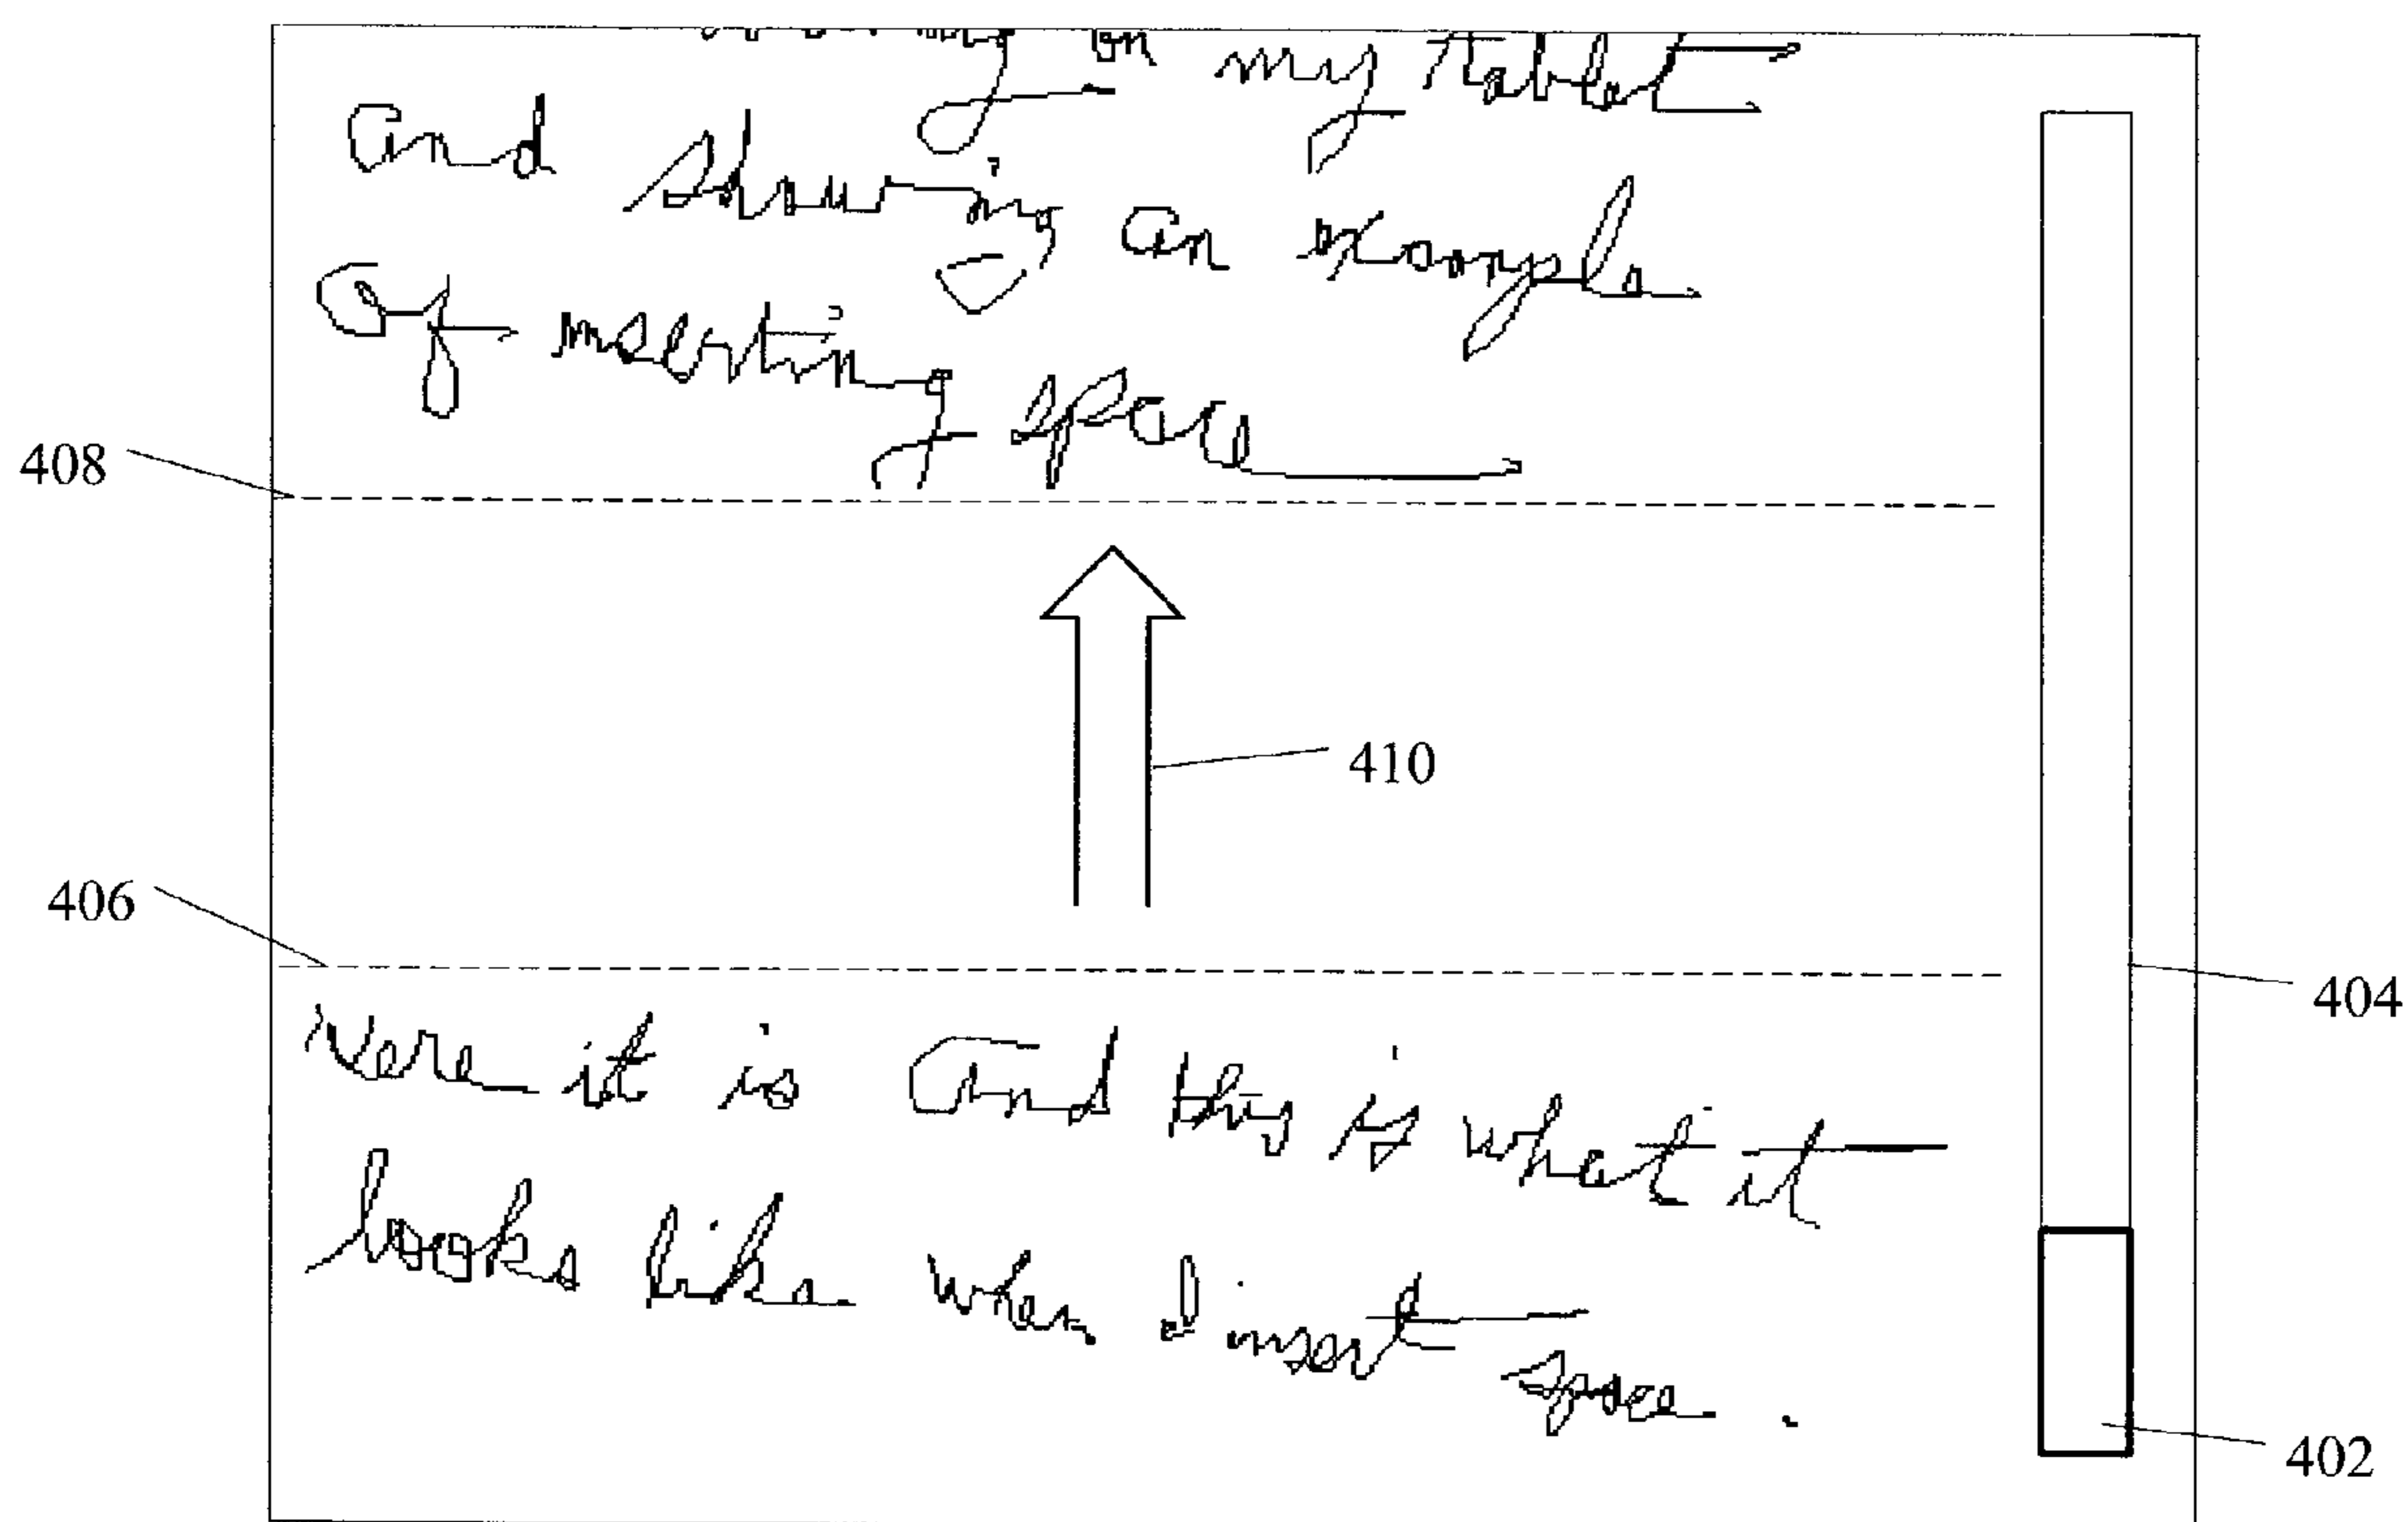 on my tablet
and showing an example
of inserting space
408
410
406
Here it is and this is what it
looks like when I insert space.
404
402